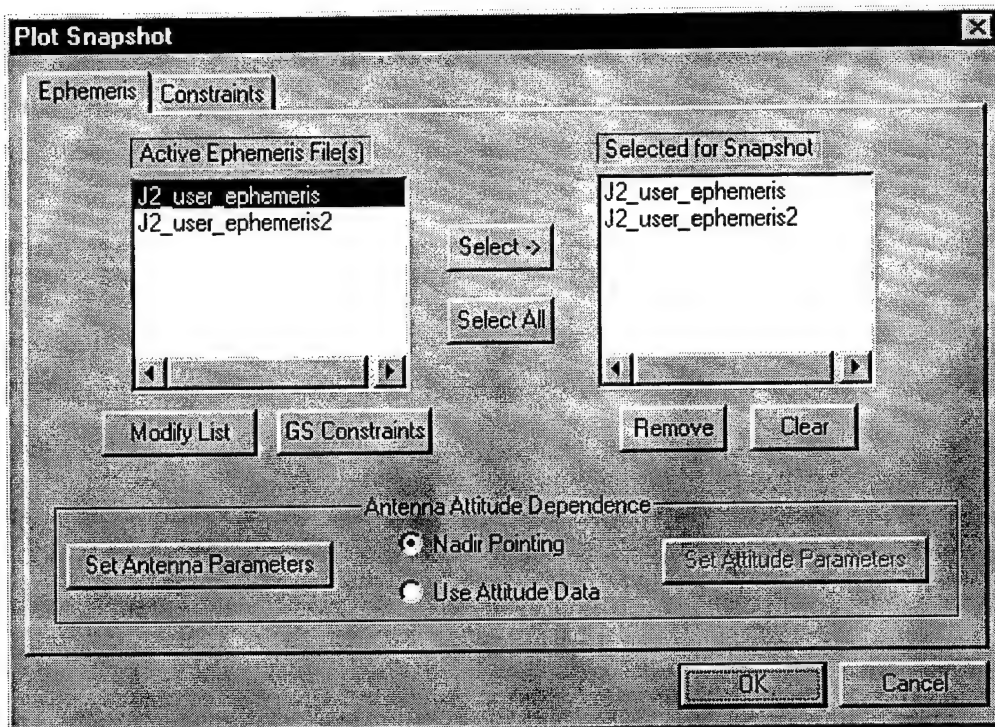 Plot Snapshot
Ephemeris
Constraints
Active Ephemeris File(s)
J2_user_ephemeris
J2_user_ephemeris2
Select ->
Select All
Selected for Snapshot
J2_user_ephemeris
J2_user_ephemeris2
Modify List
GS Constraints
Remove
Clear
Antenna Attitude Dependence
Set Antenna Parameters
Nadir Pointing
Use Attitude Data
Set Attitude Parameters
OK
Cancel